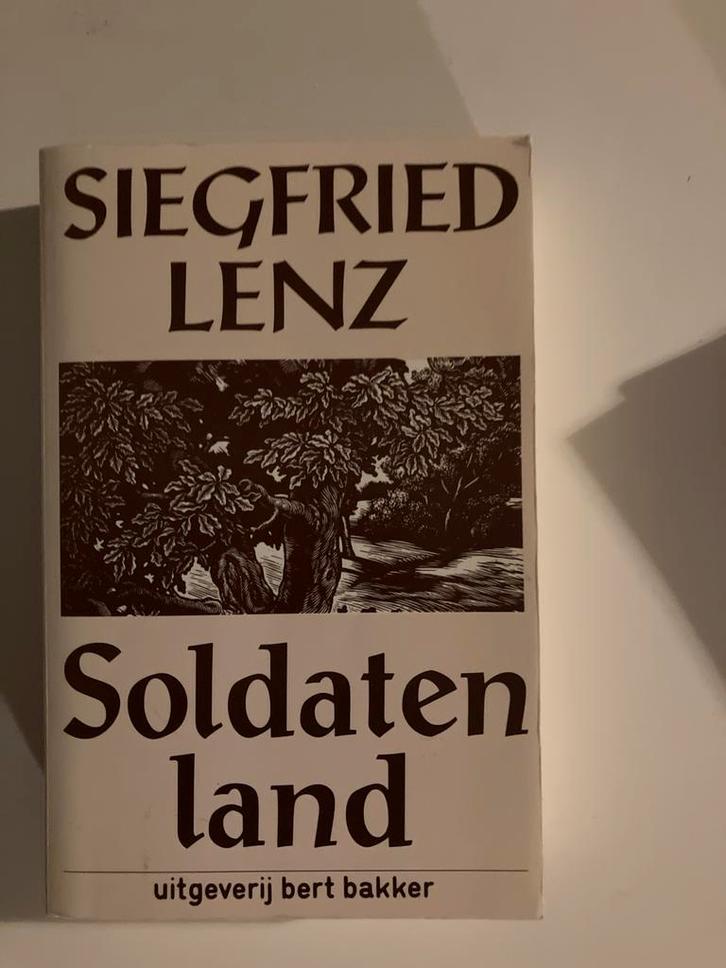 SIEGFRIED
LENZ
Soldaten
land
uitgeverij bert bakker